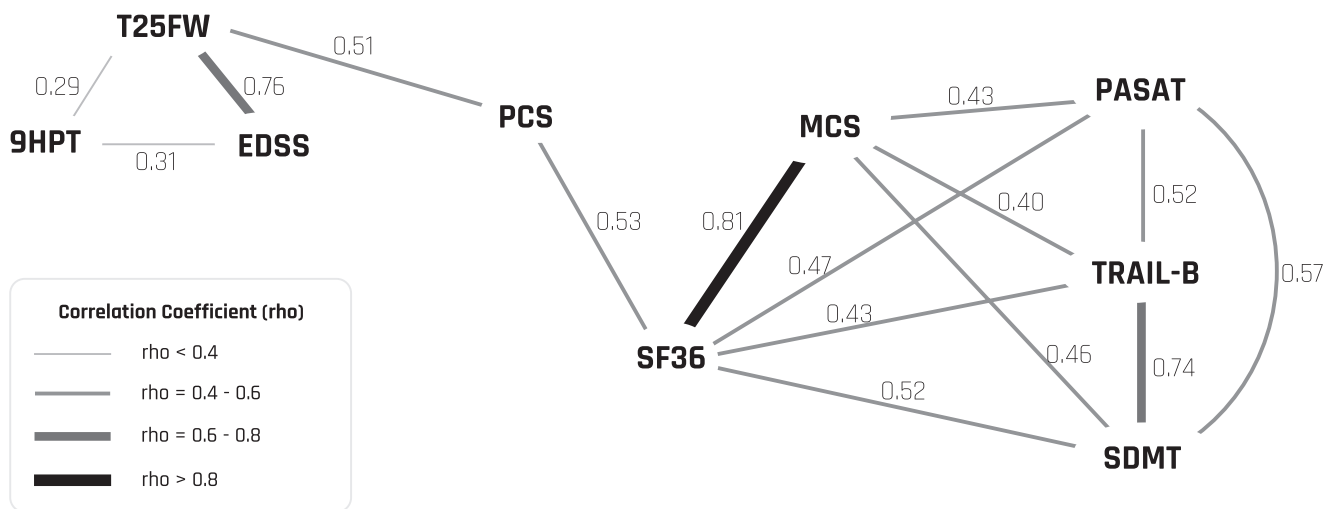 T25FW
0.51
0.29
0.76
9HPT
EDSS
0.31
PCS
0.53
MCS
0.43
PASAT
0.81
0.40
0.52
0.47
TRAIL-B
0.57
0.43
SF36
0.46
0.74
0.52
SDMT
Correlation Coefficient (rho)
rho < 0.4
rho = 0.4 - 0.6
rho = 0.6 - 0.8
rho > 0.8